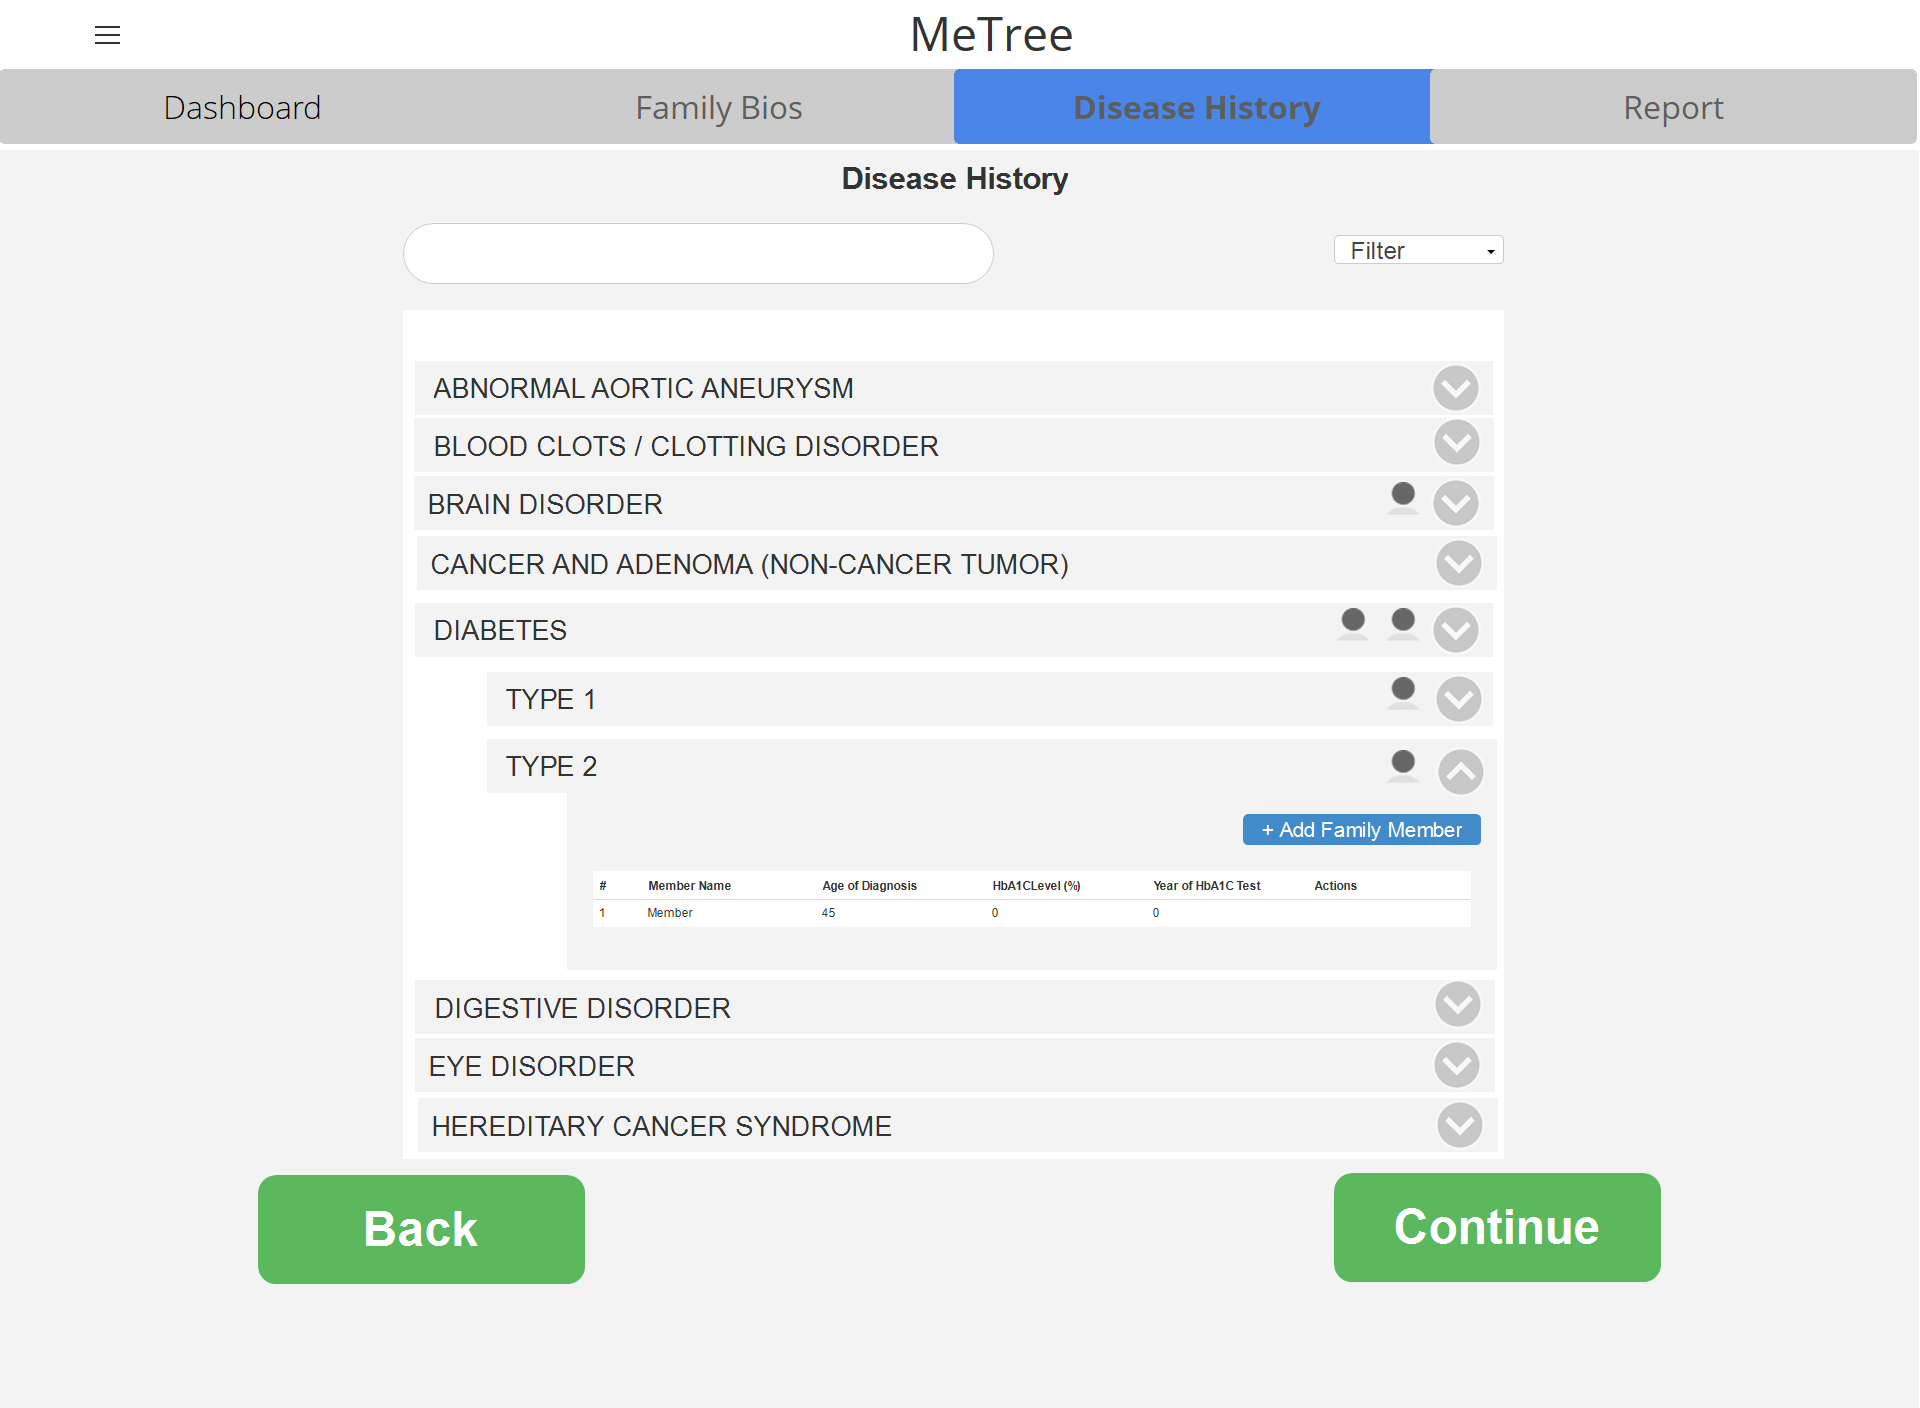 MeTree
Dashboard Family Bios Disease History Report
Disease History
Filter
ABNORMAL AORTIC ANEURYSM
BLOOD CLOTS / CLOTTING DISORDER
BRAIN DISORDER
CANCER AND ADENOMA (NON-CANCER TUMOR)
DIABETES
TYPE 1
TYPE 2
+ Add Family Member
# Member Name Age of Diagnosis HbA1CLevel (%) Year of HbA1C Test Actions
1 Member 45 0 0
DIGESTIVE DISORDER
EYE DISORDER
HEREDITARY CANCER SYNDROME
Back Continue